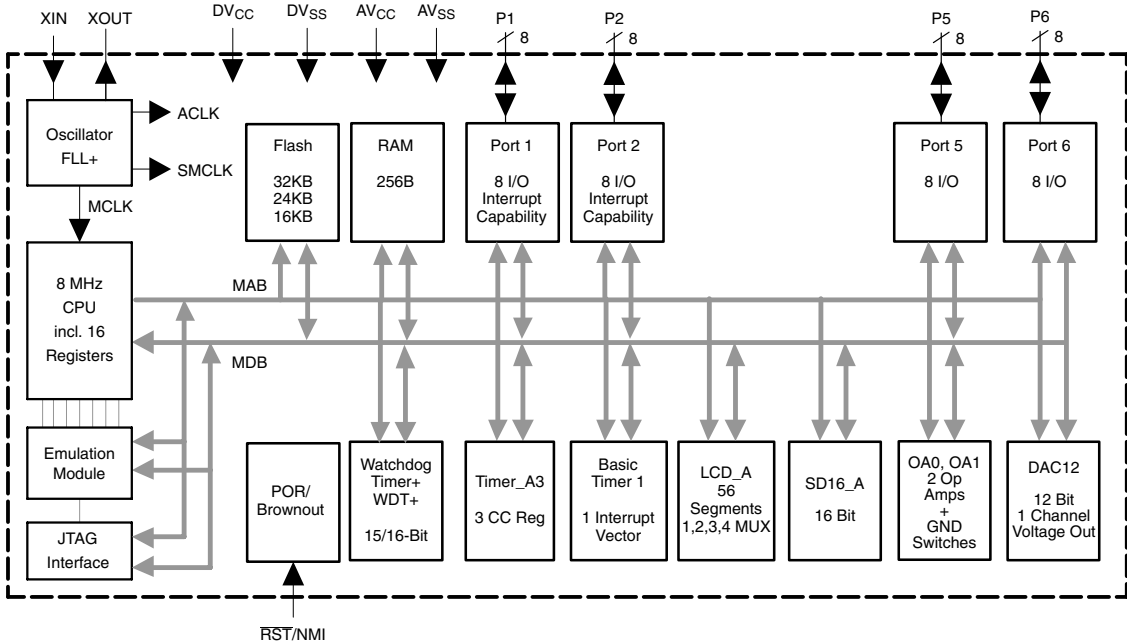 XIN
XOUT
DVCC
DVSS
AVCC
AVSS
P1
8
P2
8
P5
8
P6
8
Oscillator
FLL+
ACLK
SMCLK
MCLK
Flash
32KB
24KB
16KB
RAM
256B
Port 1
8 I/O
Interrupt
Capability
Port 2
8 I/O
Interrupt
Capability
Port 5
8 I/O
Port 6
8 I/O
8 MHz
CPU
incl. 16
Registers
MAB
MDB
Emulation
Module
JTAG
Interface
POR/
Brownout
Watchdog
Timer+
WDT+
15/16-Bit
Timer_A3
3 CC Reg
Basic
Timer 1
1 Interrupt
Vector
LCD_A
56
Segments
1,2,3,4 MUX
SD16_A
16 Bit
OA0, OA1
2 Op
Amps
+
GND
Switches
DAC12
12 Bit
1 Channel
Voltage Out
RST/NMI